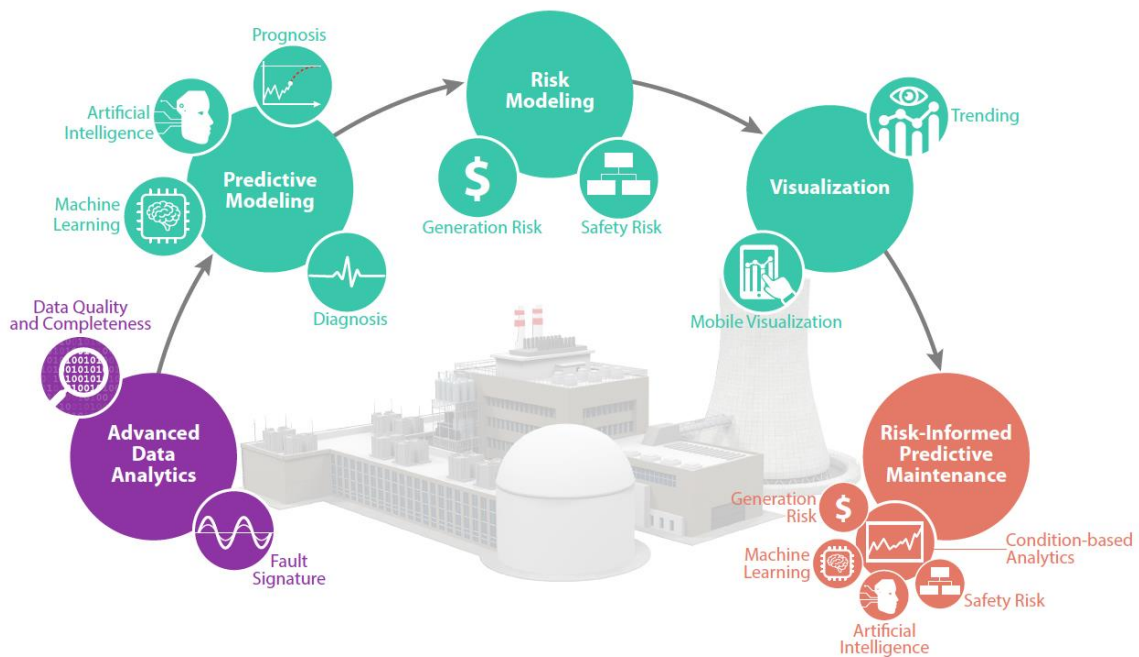 Prognosis
Artificial
Intelligence
Machine
Learning
Predictive
Modeling
Diagnosis
Risk
Modeling
$
Generation Risk
Safety Risk
Trending
Visualization
Mobile Visualization
Data Quality
and Completeness
Advanced
Data
Analytics
Fault
Signature
Risk-Informed
Predictive
Maintenance
Generation
Risk
$
Condition-based
Analytics
Machine
Learning
Safety Risk
Artificial
Intelligence